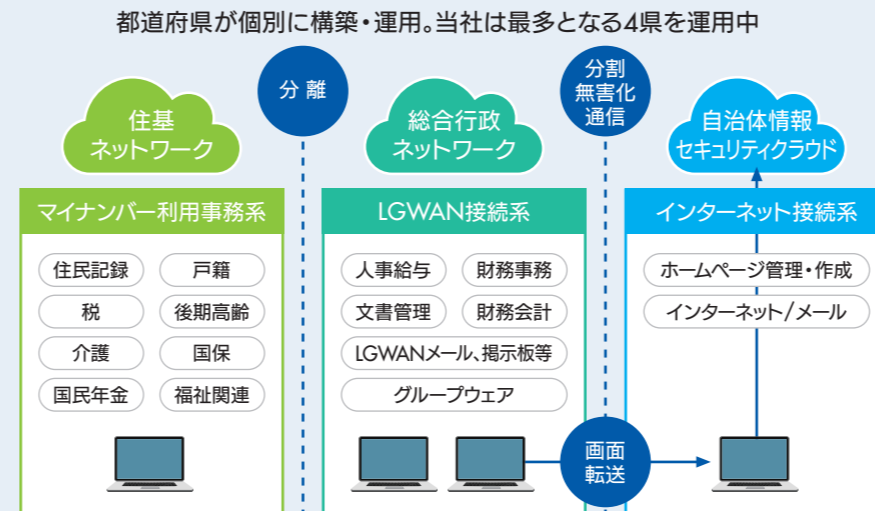 都道府県が個別に構築・運用。当社は最多となる4県を運用中
分離
分割
無害化
通信
住基
ネットワーク
総合行政
ネットワーク
自治体情報
セキュリティクラウド
マイナンバー利用事務系
住民記録
戸籍
税
後期高齢
介護
国保
国民年金
福祉関連
LGWAN接続系
人事給与
財務事務
文書管理
財務会計
LGWANメール、掲示板等
グループウェア
インターネット接続系
ホームページ管理・作成
インターネット/メール
画面
転送